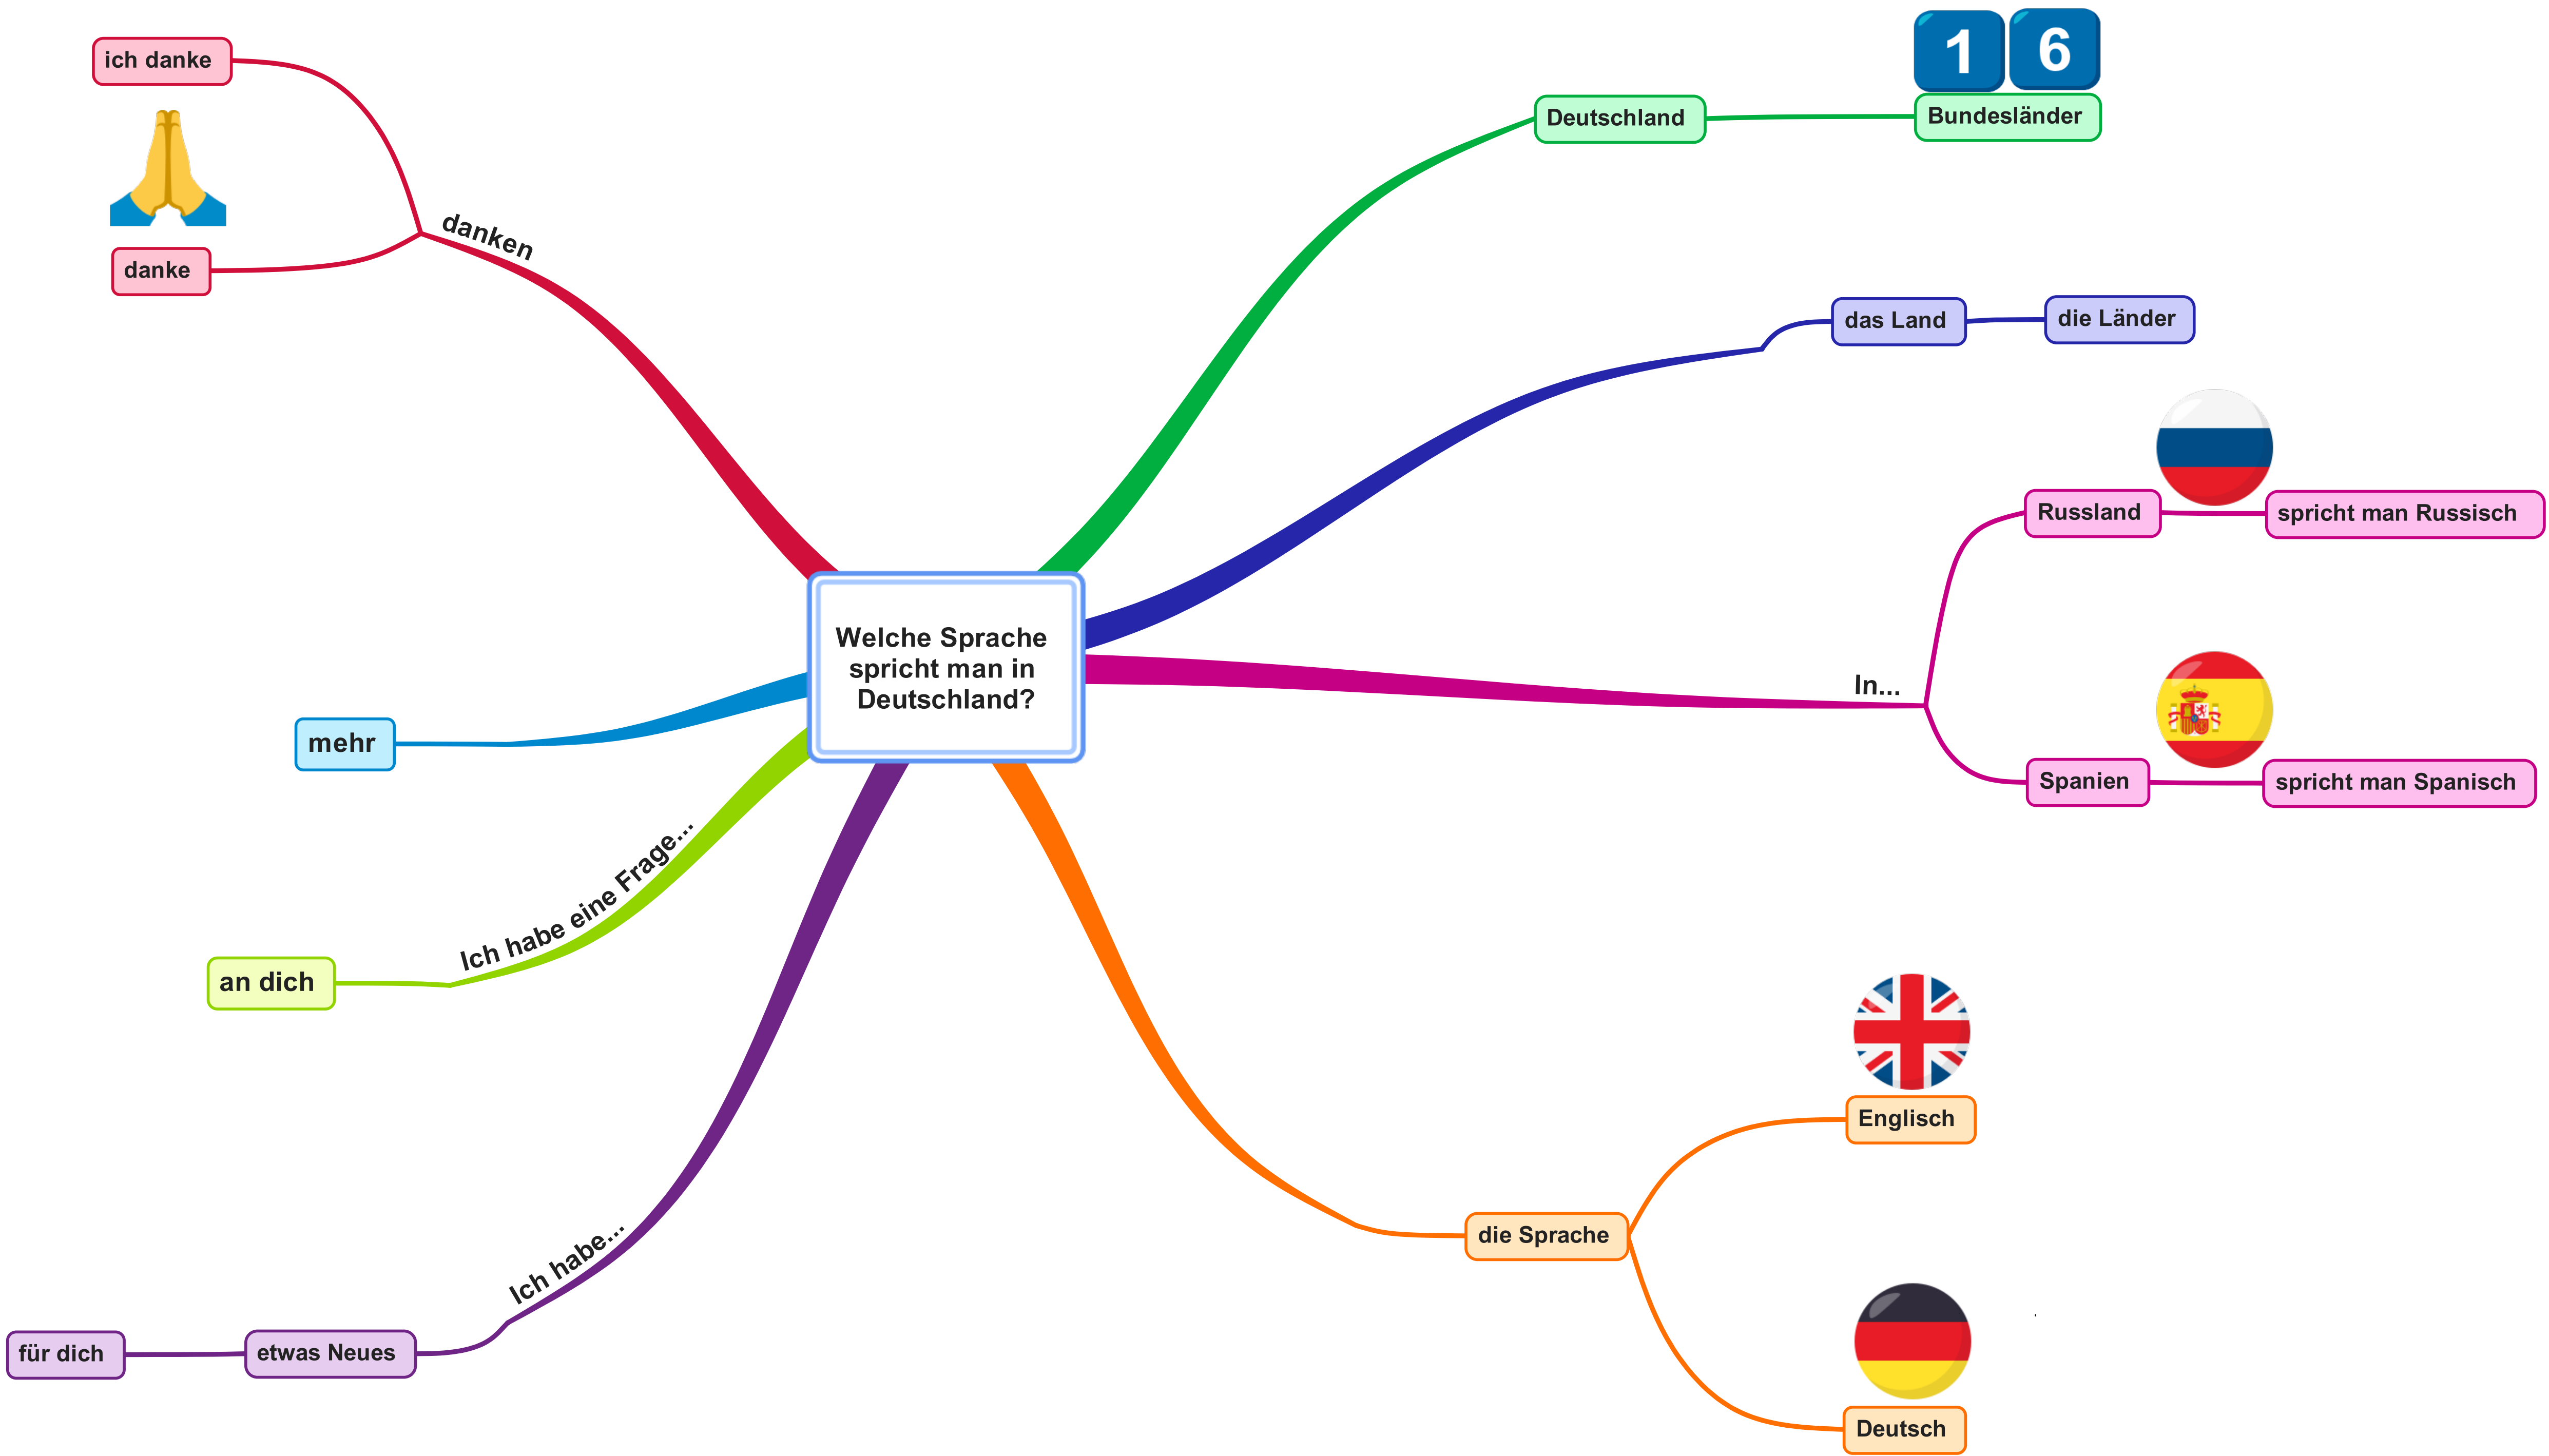 ich danke
danke
danken
1 6
Deutschland
Bundesländer
das Land
die Länder
Russland
spricht man Russisch
In...
Spanien
spricht man Spanisch
Welche Sprache
spricht man in
Deutschland?
mehr
Ich habe eine Frage...
an dich
Ich habe...
etwas Neues
für dich
die Sprache
Englisch
Deutsch